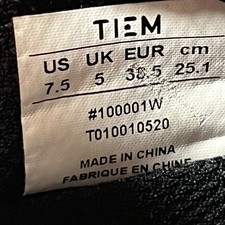 TIEM
US UK EUR cm
7.5 5 38.5 25.1
#100001W
T010010520
MADE IN CHINA
FABRIQUE EN CHINE